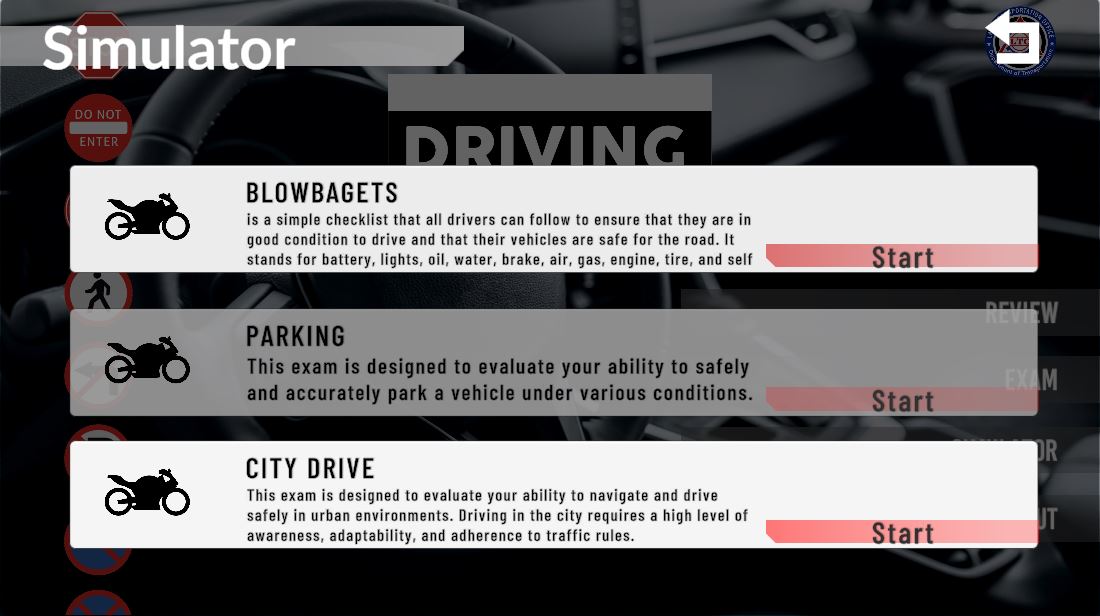 Simulator
DO NOT
ENTER
DRIVING
BLOWBAGETS
is a simple checklist that all drivers can follow to ensure that they are in
good condition to drive and that their vehicles are safe for the road. It
stands for battery, lights, oil, water, brake, air, gas, engine, tire, and self
Start
REVIEW
PARKING
This exam is designed to evaluate your ability to safely
and accurately park a vehicle under various conditions.
EXAM
Start
CITY DRIVE
This exam is designed to evaluate your ability to navigate and drive
safely in urban environments. Driving in the city requires a high level of
awareness, adaptability, and adherence to traffic rules.
Start